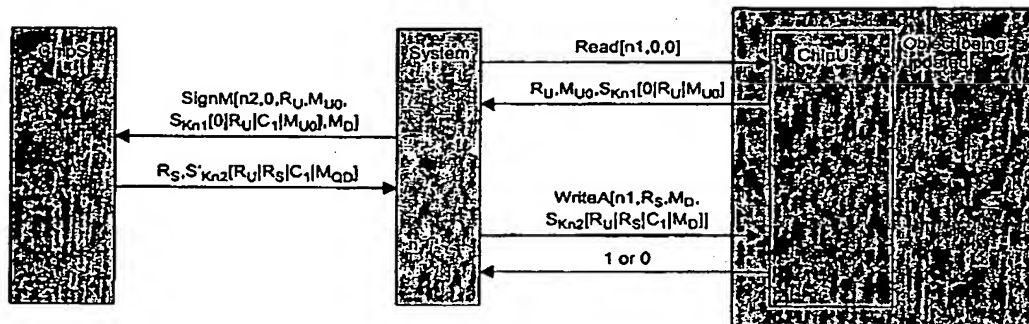 ChipS
System
Read[n1,0,0]
ChipU
Object being
updated
R_U,M_U0,S_Kn1[0|R_U|M_U0]
SignM[n2,0,R_U,M_U0,
S_Kn1[0|R_U|C_1|M_U0],M_D]
R_S,S'_Kn2[R_U|R_S|C_1|M_QD]
WriteA[n1,R_S,M_D,
S_Kn2[R_U|R_S|C_1|M_D]]
1 or 0